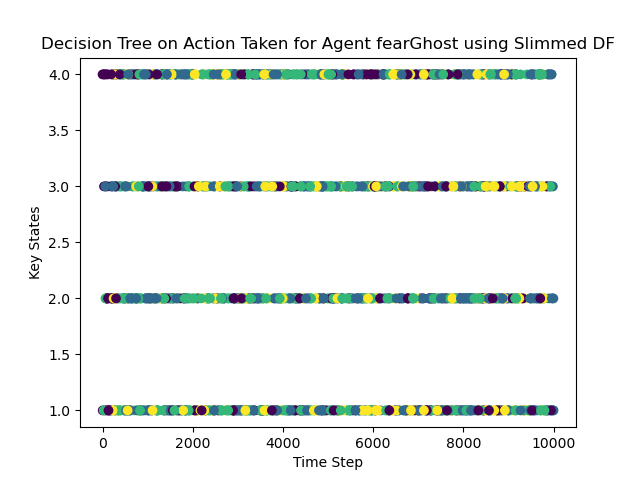 Decision Tree on Action Taken for Agent fearGhost using Slimmed DF
4.0
3.5
3.0
2.5
2.0
1.5
1.0
Key States
0 2000 4000 6000 8000 10000
Time Step